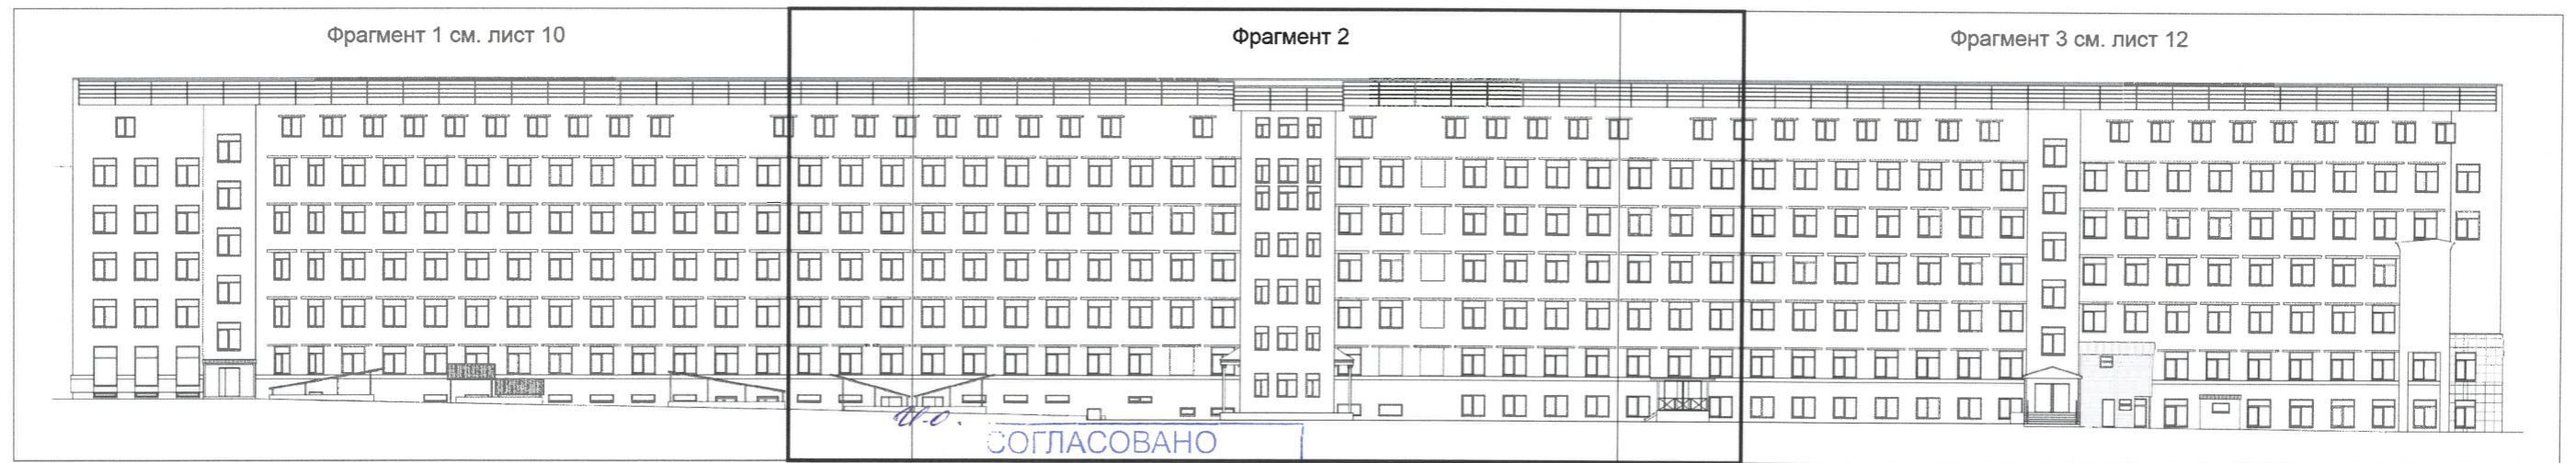 Фрагмент 1 см. лист 10
Фрагмент 2
Фрагмент 3 см. лист 12
И.О.
СОГЛАСОВАНО